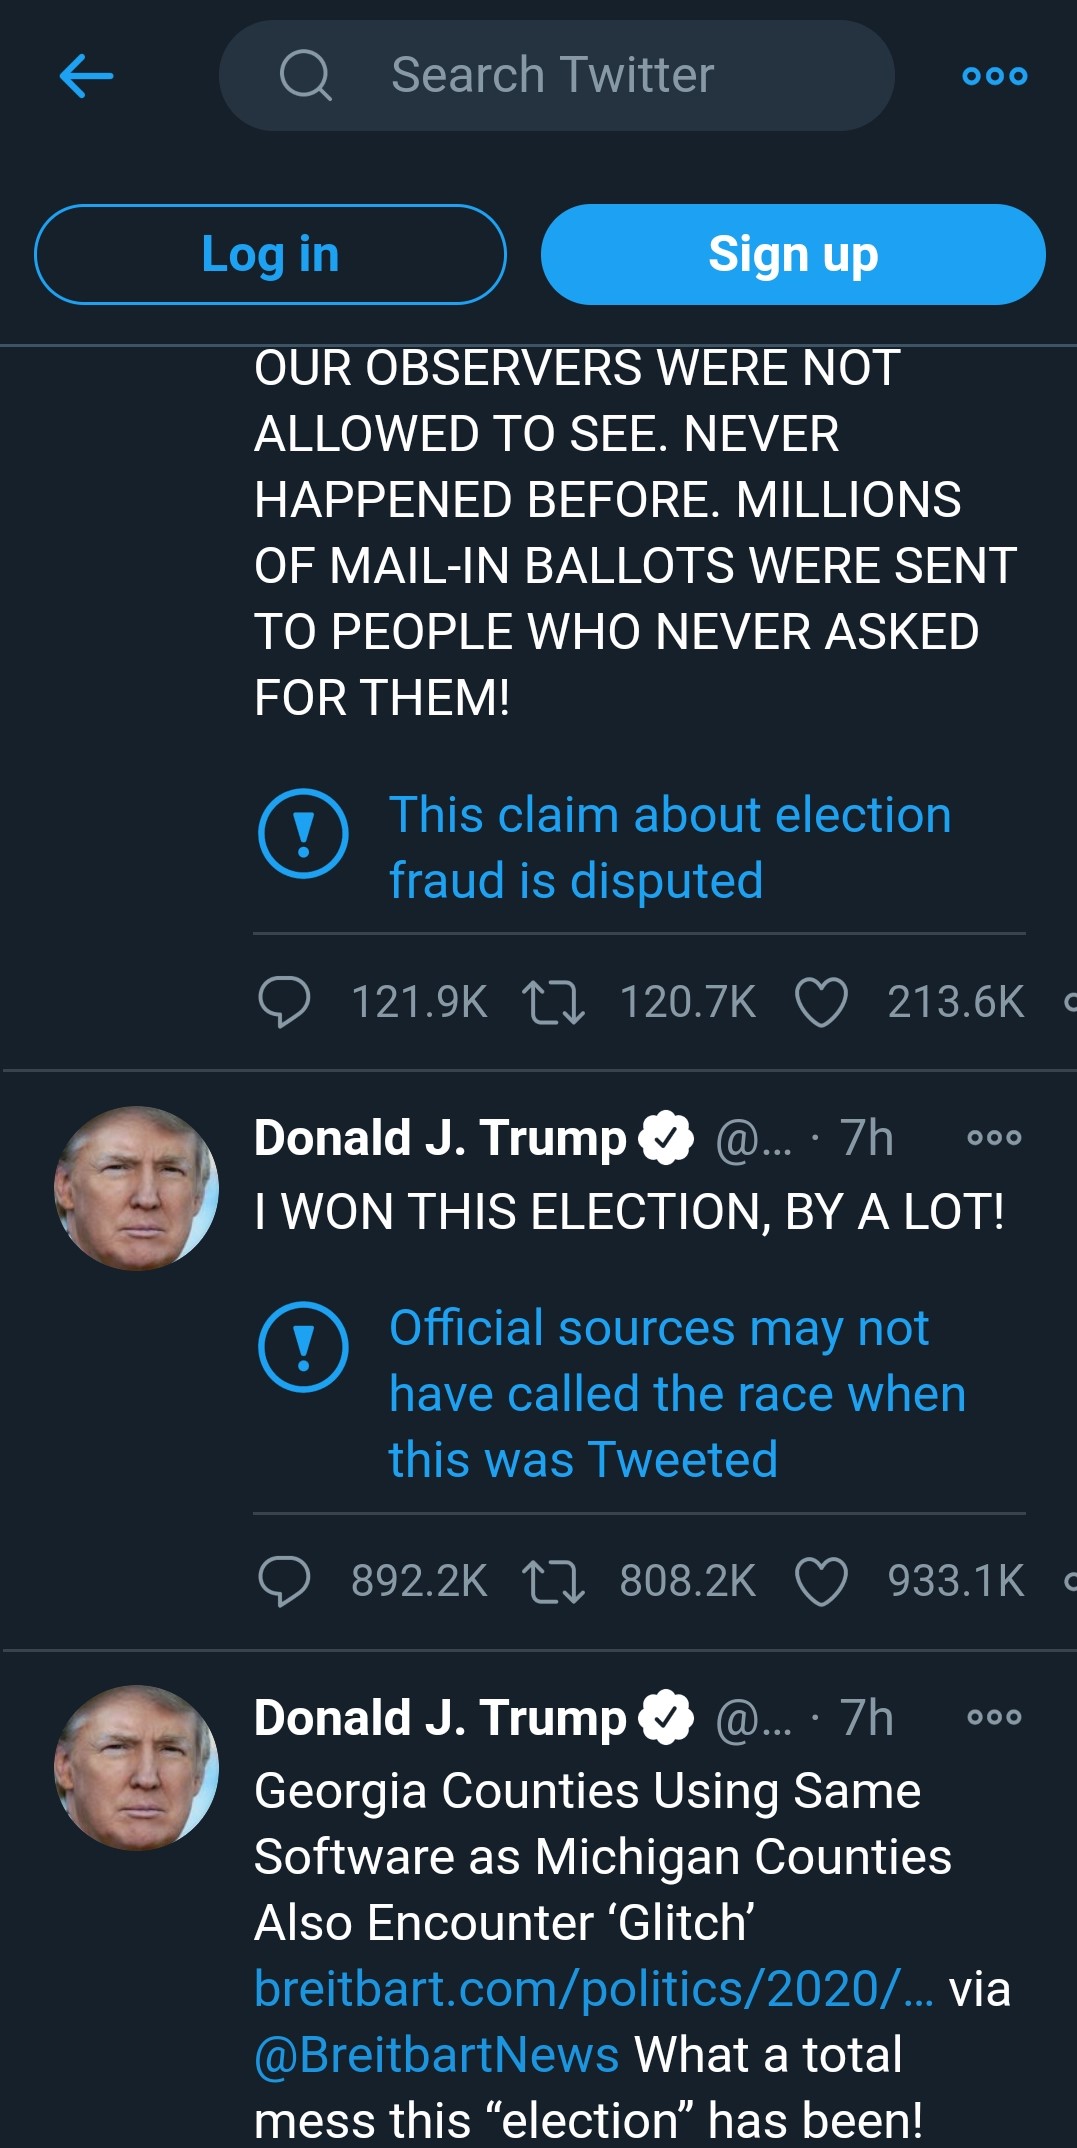 Search Twitter
Log in
Sign up
OUR OBSERVERS WERE NOT
ALLOWED TO SEE. NEVER
HAPPENED BEFORE. MILLIONS
OF MAIL-IN BALLOTS WERE SENT
TO PEOPLE WHO NEVER ASKED
FOR THEM!
This claim about election
fraud is disputed
121.9K 120.7K 213.6K
Donald J. Trump @... · 7h
I WON THIS ELECTION, BY A LOT!
Official sources may not
have called the race when
this was Tweeted
892.2K 808.2K 933.1K
Donald J. Trump @... · 7h
Georgia Counties Using Same
Software as Michigan Counties
Also Encounter ‘Glitch’
breitbart.com/politics/2020/... via
@BreitbartNews What a total
mess this “election” has been!